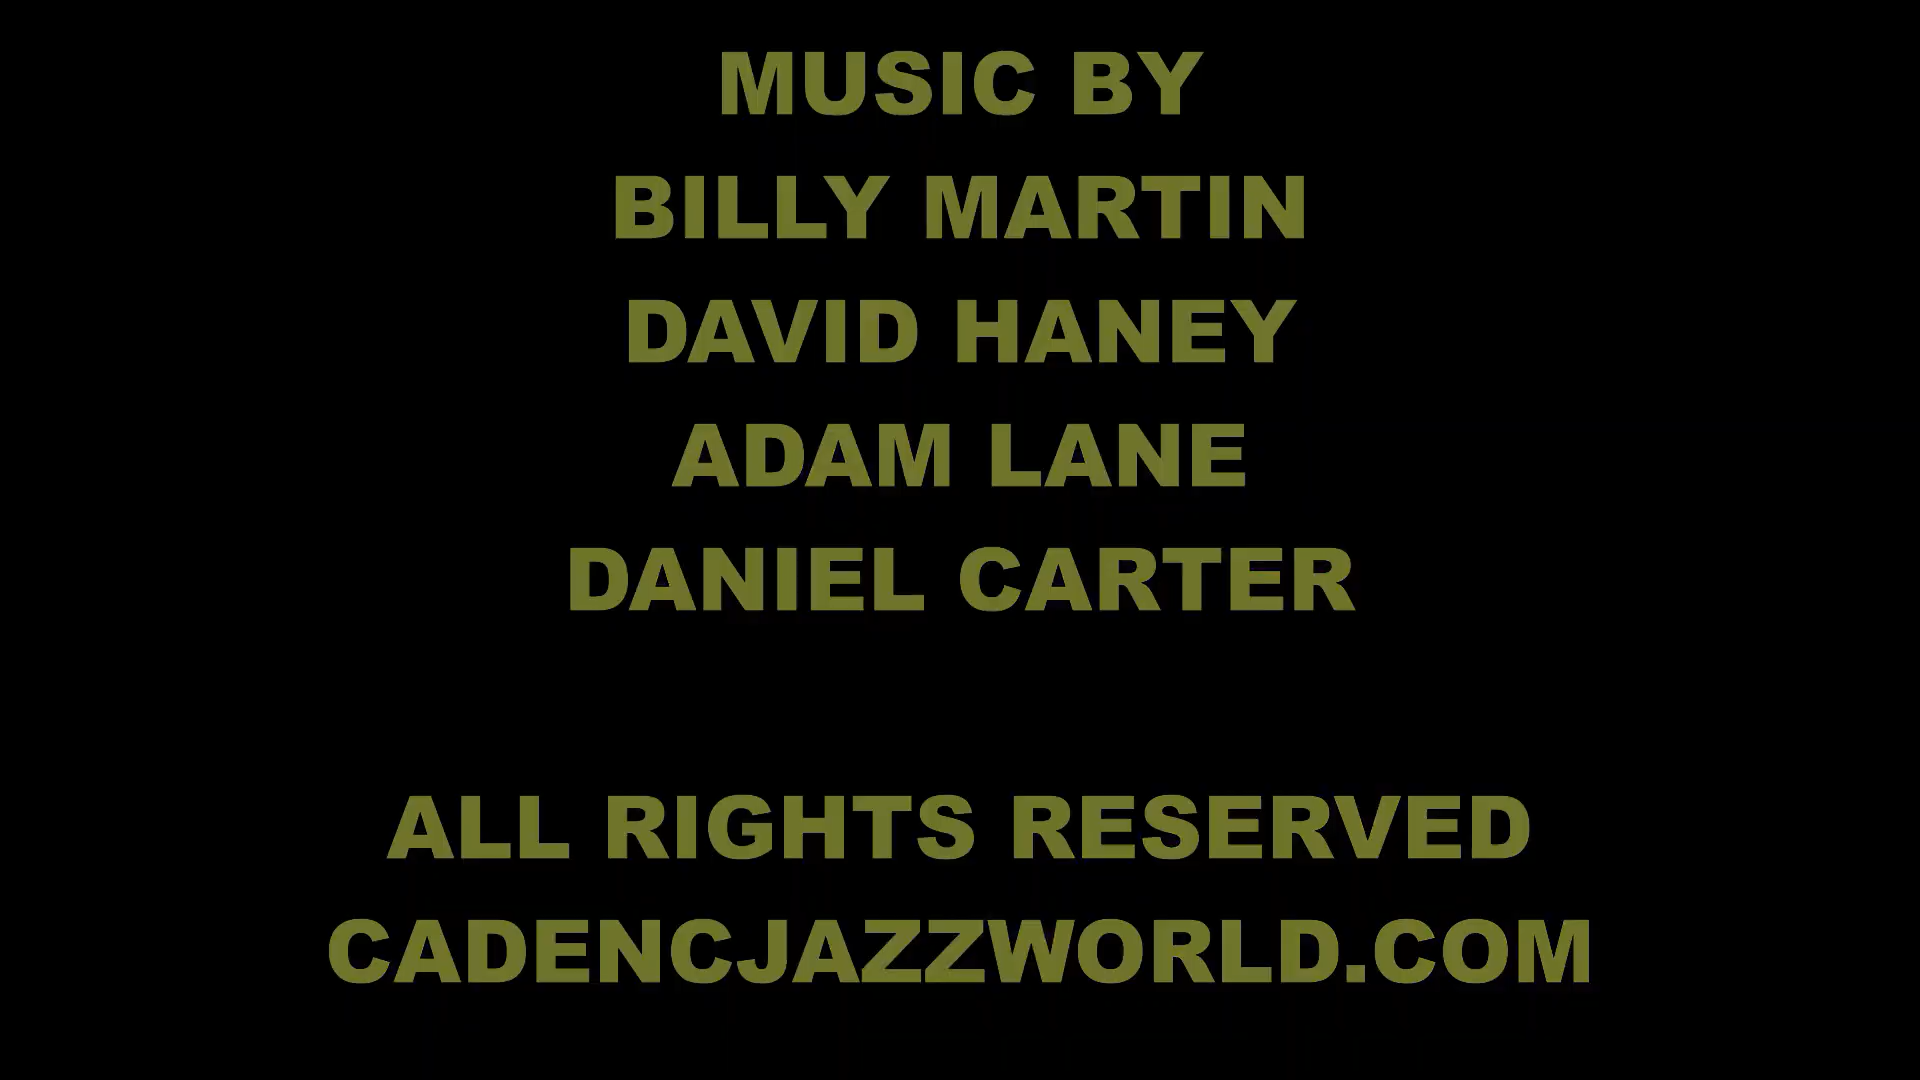 MUSIC BY
BILLY MARTIN
DAVID HANEY
ADAM LANE
DANIEL CARTER
ALL RIGHTS RESERVED
CADENCJAZZWORLD.COM